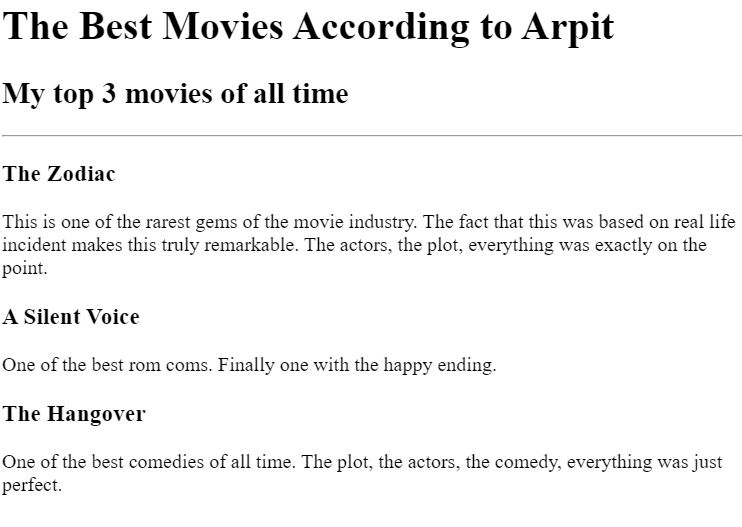 The Best Movies According to Arpit
My top 3 movies of all time
The Zodiac
This is one of the rarest gems of the movie industry. The fact that this was based on real life
incident makes this truly remarkable. The actors, the plot, everything was exactly on the
point.
A Silent Voice
One of the best rom coms. Finally one with the happy ending.
The Hangover
One of the best comedies of all time. The plot, the actors, the comedy, everything was just
perfect.